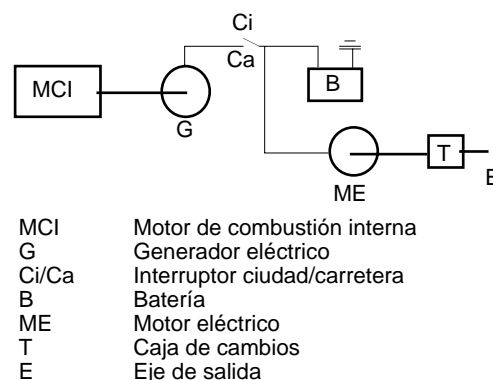 Ci
Ca
MCI
B
G
T
E
ME
MCI Motor de combustión interna
G Generador eléctrico
Ci/Ca Interruptor ciudad/carretera
B Batería
ME Motor eléctrico
T Caja de cambios
E Eje de salida